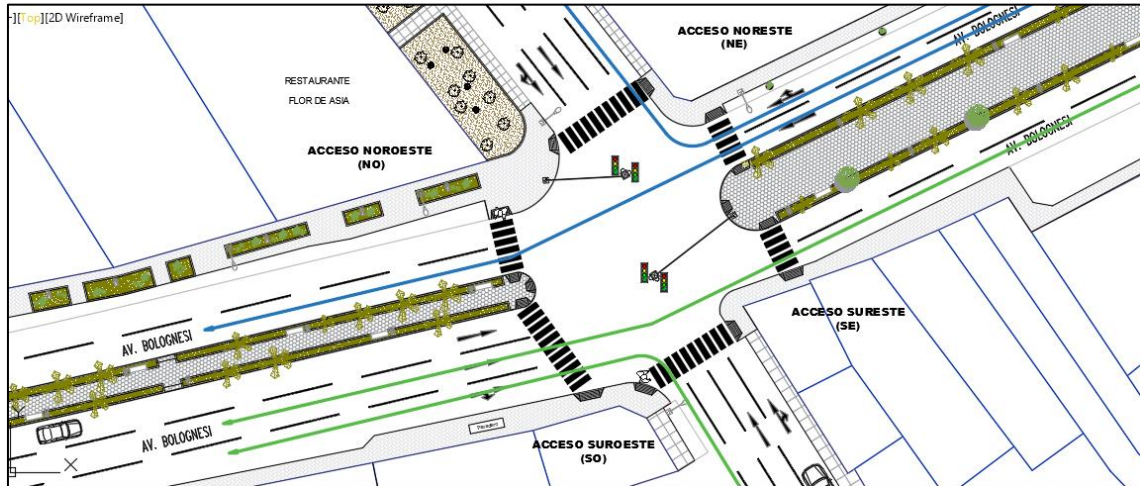 -][Top][2D Wireframe]
ACCESO NORESTE
(NE)
AV. BOLOGNESI
RESTAURANTE
FLOR DE ASIA
ACCESO NOROESTE
(NO)
AV. BOLOGNESI
AV. BOLOGNESI
ACCESO SURESTE
(SE)
AV. BOLOGNESI
ACCESO SUROESTE
(SO)
X